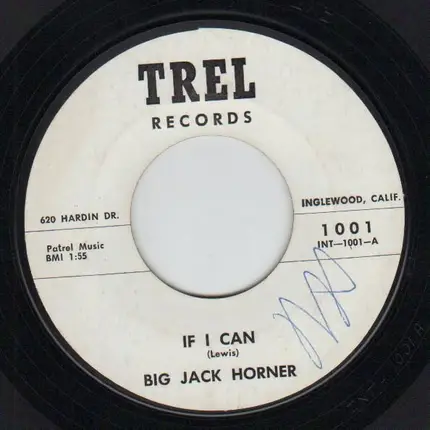 TREL
RECORDS
620 HARDIN DR.
INGLEWOOD, CALIF.
Patrel Music
BMI 1:55
1001
INT—1001—A
IF I CAN
(Lewis)
BIG JACK HORNER